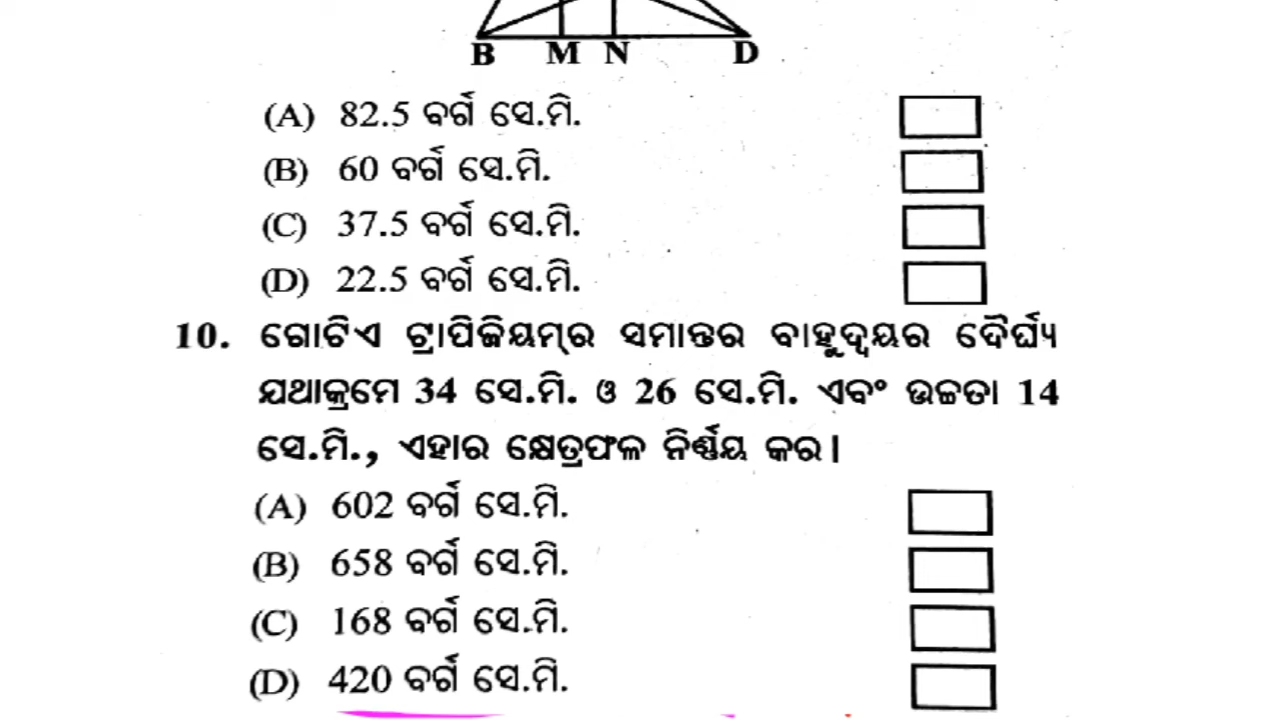 B M N D
(A) 82.5 ବର୍ଗ ସେ.ମି.
(B) 60 ବର୍ଗ ସେ.ମି.
(C) 37.5 ବର୍ଗ ସେ.ମି.
(D) 22.5 ବର୍ଗ ସେ.ମି.
10. ଗୋଟିଏ ଟ୍ରାପିଜିୟମ୍‌ର ସମାନ୍ତର ବାହୁଦ୍ୱୟର ଦୈର୍ଘ୍ୟ
ଯଥାକ୍ରମେ 34 ସେ.ମି. ଓ 26 ସେ.ମି. ଏବଂ ଉଚ୍ଚତା 14
ସେ.ମି., ଏହାର କ୍ଷେତ୍ରଫଳ ନିର୍ଣ୍ଣୟ କର।
(A) 602 ବର୍ଗ ସେ.ମି.
(B) 658 ବର୍ଗ ସେ.ମି.
(C) 168 ବର୍ଗ ସେ.ମି.
(D) 420 ବର୍ଗ ସେ.ମି.